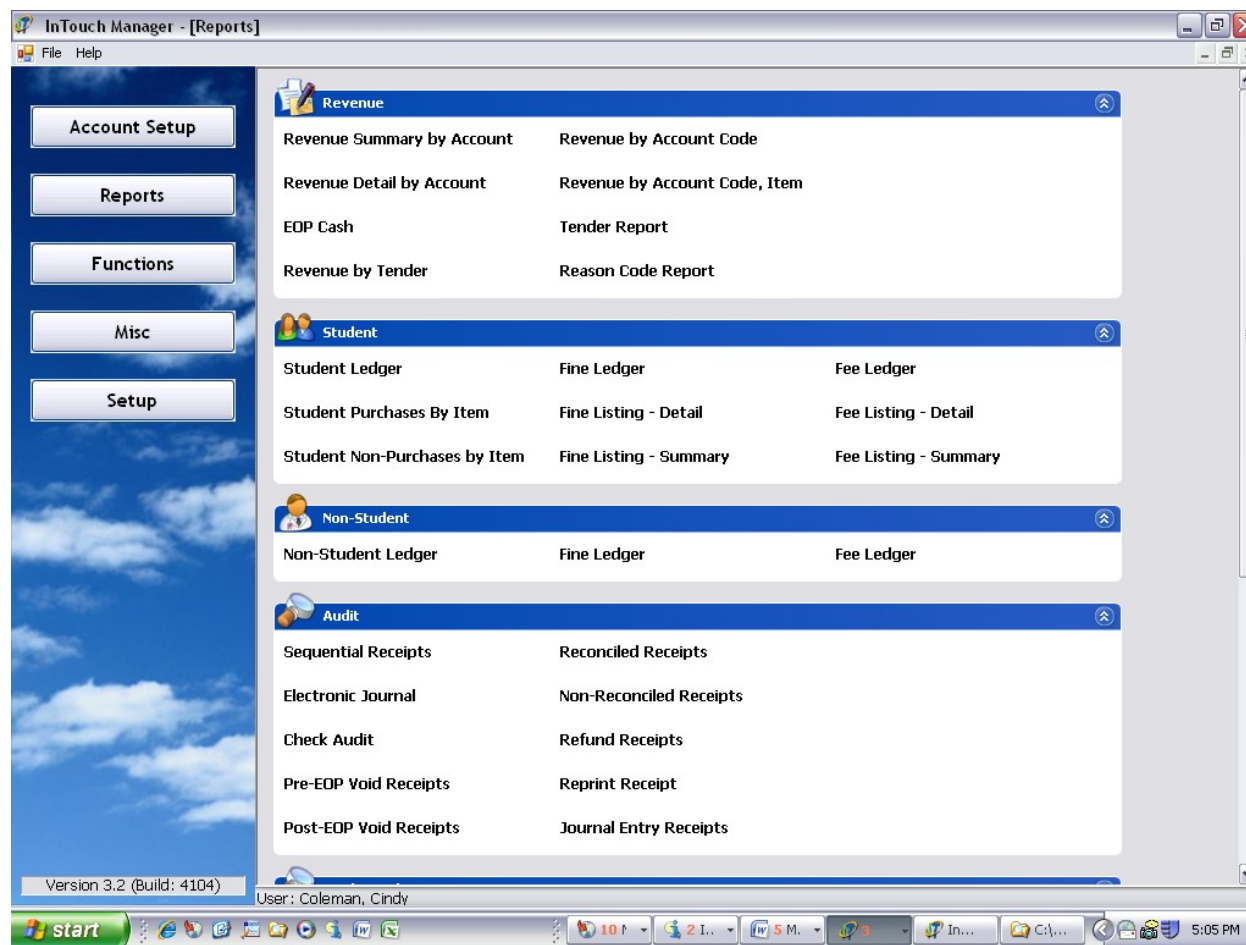 InTouch Manager - [Reports]
File Help
Account Setup
Reports
Functions
Misc
Setup
Version 3.2 (Build: 4104)
Revenue
Revenue Summary by Account Revenue by Account Code
Revenue Detail by Account Revenue by Account Code, Item
EOP Cash Tender Report
Revenue by Tender Reason Code Report
Student
Student Ledger Fine Ledger Fee Ledger
Student Purchases By Item Fine Listing - Detail Fee Listing - Detail
Student Non-Purchases by Item Fine Listing - Summary Fee Listing - Summary
Non-Student
Non-Student Ledger Fine Ledger Fee Ledger
Audit
Sequential Receipts Reconciled Receipts
Electronic Journal Non-Reconciled Receipts
Check Audit Refund Receipts
Pre-EOP Void Receipts Reprint Receipt
Post-EOP Void Receipts Journal Entry Receipts
User: Coleman, Cindy
start 2 I... 5 M. In... C:\... 5:05 PM